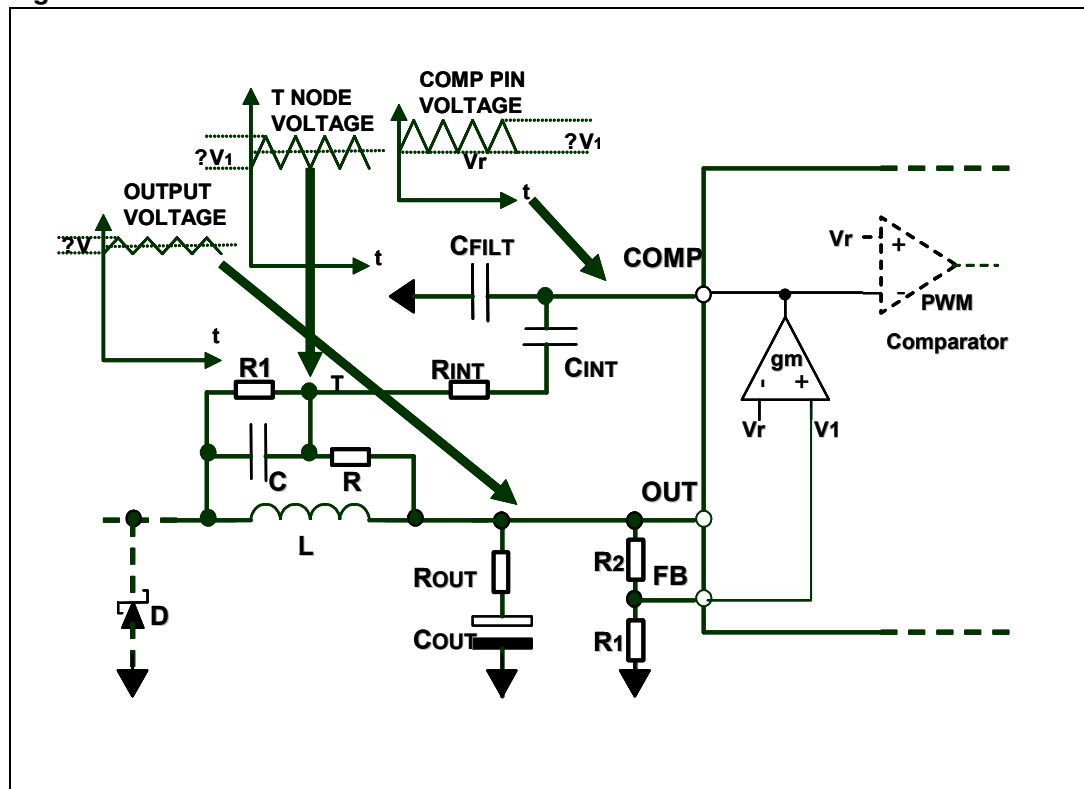 COMP PIN
VOLTAGE
T NODE
VOLTAGE
?V1
Vr
?V1
t
OUTPUT
VOLTAGE
?V
t
t
CFILT
COMP
Vr
+
-
PWM
Comparator
gm
-
+
Vr
V1
CINT
RINT
R1
T
C
R
L
OUT
ROUT
COUT
R2
FB
R1
D